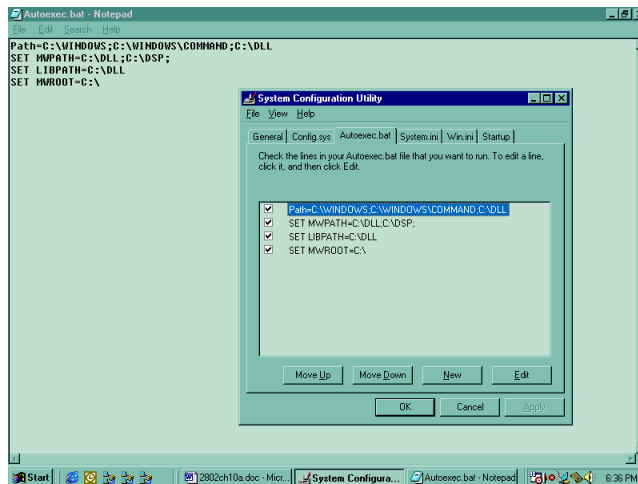 Autoexec.bat - Notepad
File Edit Search Help
Path=C:\WINDOWS;C:\WINDOWS\COMMAND;C:\DLL
SET MWPATH=C:\DLL;C:\DSP;
SET LIBPATH=C:\DLL
SET MWROOT=C:\
System Configuration Utility
File View Help
General Config.sys Autoexec.bat System.ini Win.ini Startup
Check the lines in your Autoexec.bat file that you want to run. To edit a line,
click it, and then click Edit.
Path=C:\WINDOWS;C:\WINDOWS\COMMAND;C:\DLL
SET MWPATH=C:\DLL;C:\DSP;
SET LIBPATH=C:\DLL
SET MWROOT=C:\
Move Up Move Down New Edit
OK Cancel Apply
Start 2802ch10a.doc - Micr... System Configura... Autoexec.bat - Notepad 6:36 PM